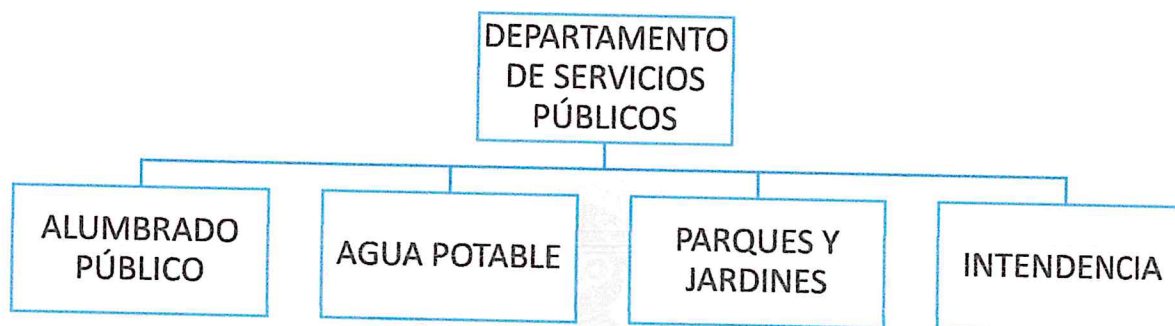 DEPARTAMENTO
DE SERVICIOS
PÚBLICOS
ALUMBRADO
PÚBLICO
AGUA POTABLE
PARQUES Y
JARDINES
INTENDENCIA